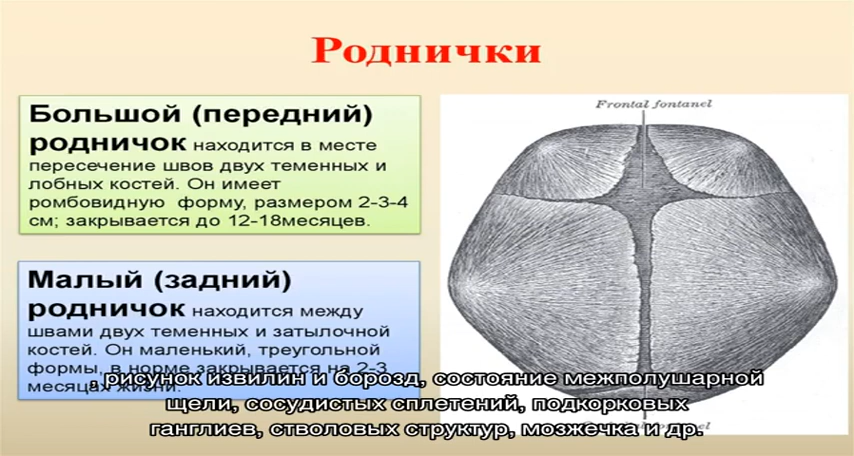 Роднички
Большой (передний)
родничок находится в месте
пересечение швов двух теменных и
лобных костей. Он имеет
ромбовидную форму, размером 2-3-4
см; закрывается до 12-18месяцев.
Frontal fontanel
Малый (задний)
родничок находится между
швами двух теменных и затылочной
костей. Он маленький, треугольной
формы, в норме закрывается на 2-3
месяцах жизни.
, рисунок извилин и борозд, состояние межполушарной
щели, сосудистых сплетений, подкорковых
ганглиев, стволовых структур, мозжечка и др.